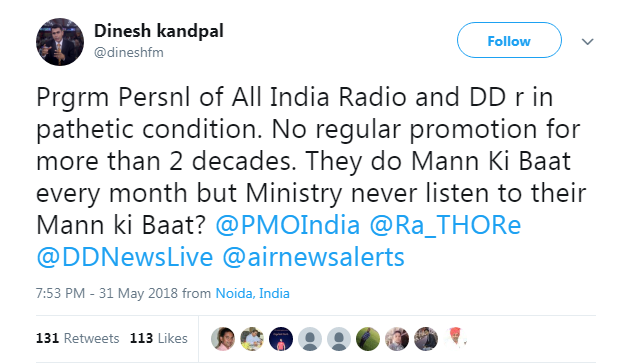 Dinesh kandpal
@dineshfm
Follow
Prgrm Persnl of All India Radio and DD r in
pathetic condition. No regular promotion for
more than 2 decades. They do Mann Ki Baat
every month but Ministry never listen to their
Mann ki Baat? @PMOIndia @Ra_THORe
@DDNewsLive @airnewsalerts
7:53 PM - 31 May 2018 from Noida, India
131 Retweets 113 Likes